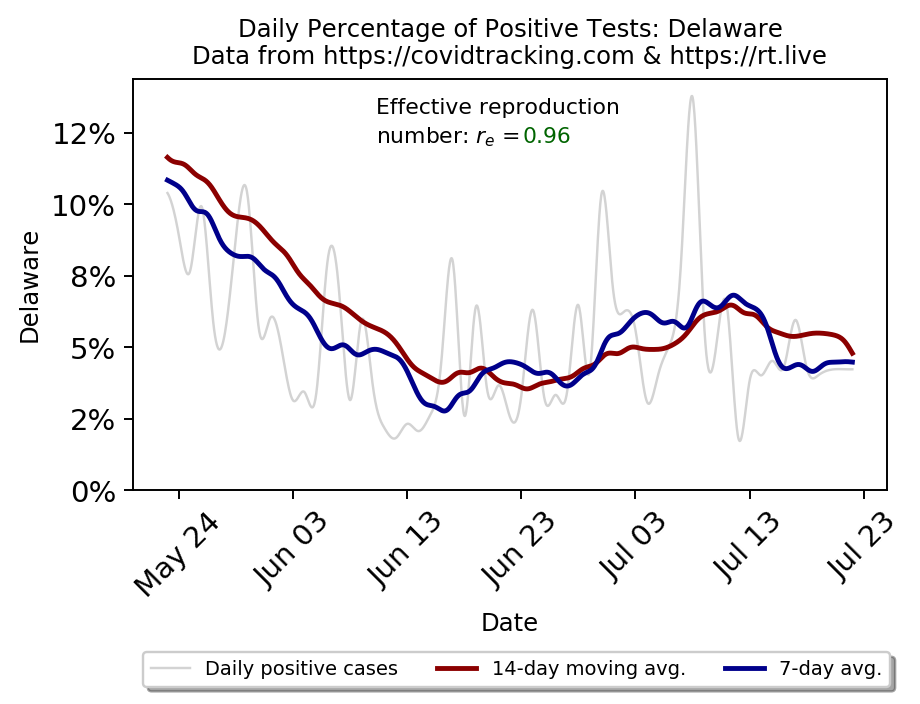 Daily Percentage of Positive Tests: Delaware
Data from https://covidtracking.com & https://rt.live
Effective reproduction
number: rₑ =0.96
12%
10%
8%
5%
2%
0%
Delaware
May 24
Jun 03
Jun 13
Jun 23
Jul 03
Jul 13
Jul 23
Date
Daily positive cases
14-day moving avg.
7-day avg.